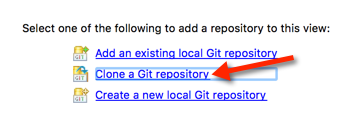 Select one of the following to add a repository to this view:
Add an existing local Git repository
Clone a Git repository
Create a new local Git repository